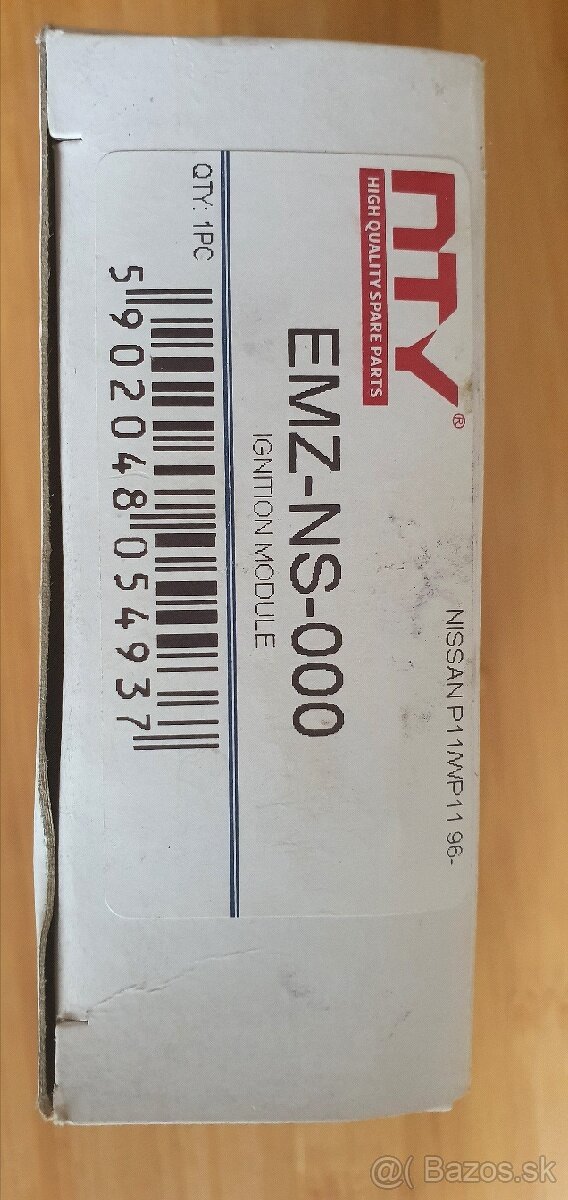 NTY®
HIGH QUALITY SPARE PARTS
NISSAN P11/WP11 96-
EMZ-NS-000
IGNITION MODULE
QTY: 1PC
5902048054937
@( Bazos.sk